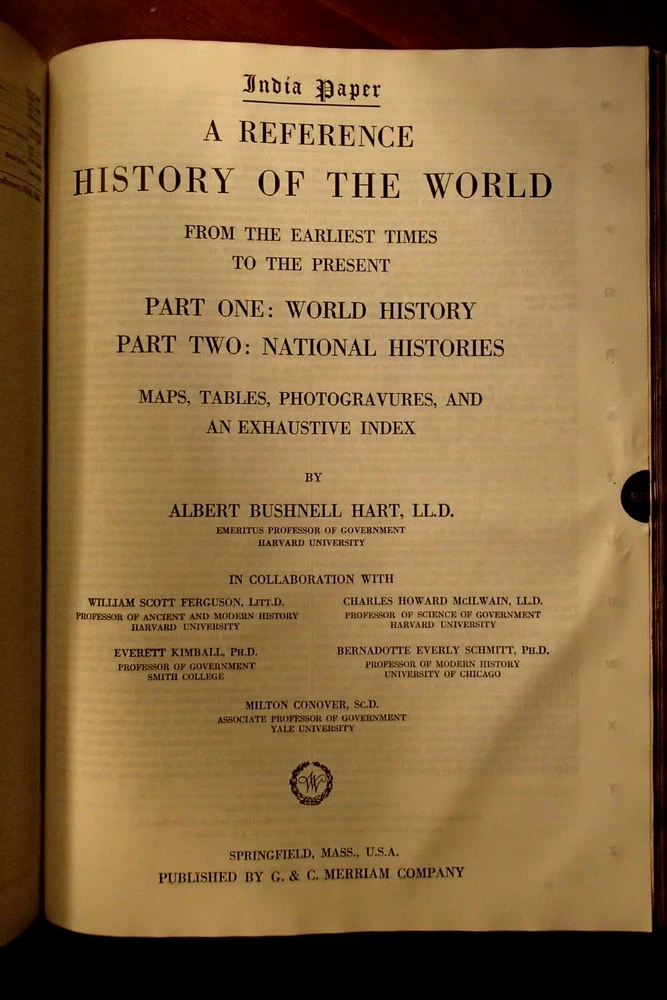 India Paper
A REFERENCE
HISTORY OF THE WORLD
FROM THE EARLIEST TIMES
TO THE PRESENT
PART ONE: WORLD HISTORY
PART TWO: NATIONAL HISTORIES
MAPS, TABLES, PHOTOGRAVURES, AND
AN EXHAUSTIVE INDEX
BY
ALBERT BUSHNELL HART, LL.D.
EMERITUS PROFESSOR OF GOVERNMENT
HARVARD UNIVERSITY
IN COLLABORATION WITH
WILLIAM SCOTT FERGUSON, LITT.D.
PROFESSOR OF ANCIENT AND MODERN HISTORY
HARVARD UNIVERSITY
CHARLES HOWARD McILWAIN, LL.D.
PROFESSOR OF SCIENCE OF GOVERNMENT
HARVARD UNIVERSITY
EVERETT KIMBALL, PH.D.
PROFESSOR OF GOVERNMENT
SMITH COLLEGE
BERNADOTTE EVERLY SCHMITT, PH.D.
PROFESSOR OF MODERN HISTORY
UNIVERSITY OF CHICAGO
MILTON CONOVER, SC.D.
ASSOCIATE PROFESSOR OF GOVERNMENT
YALE UNIVERSITY
W
SPRINGFIELD, MASS., U.S.A.
PUBLISHED BY G. & C. MERRIAM COMPANY